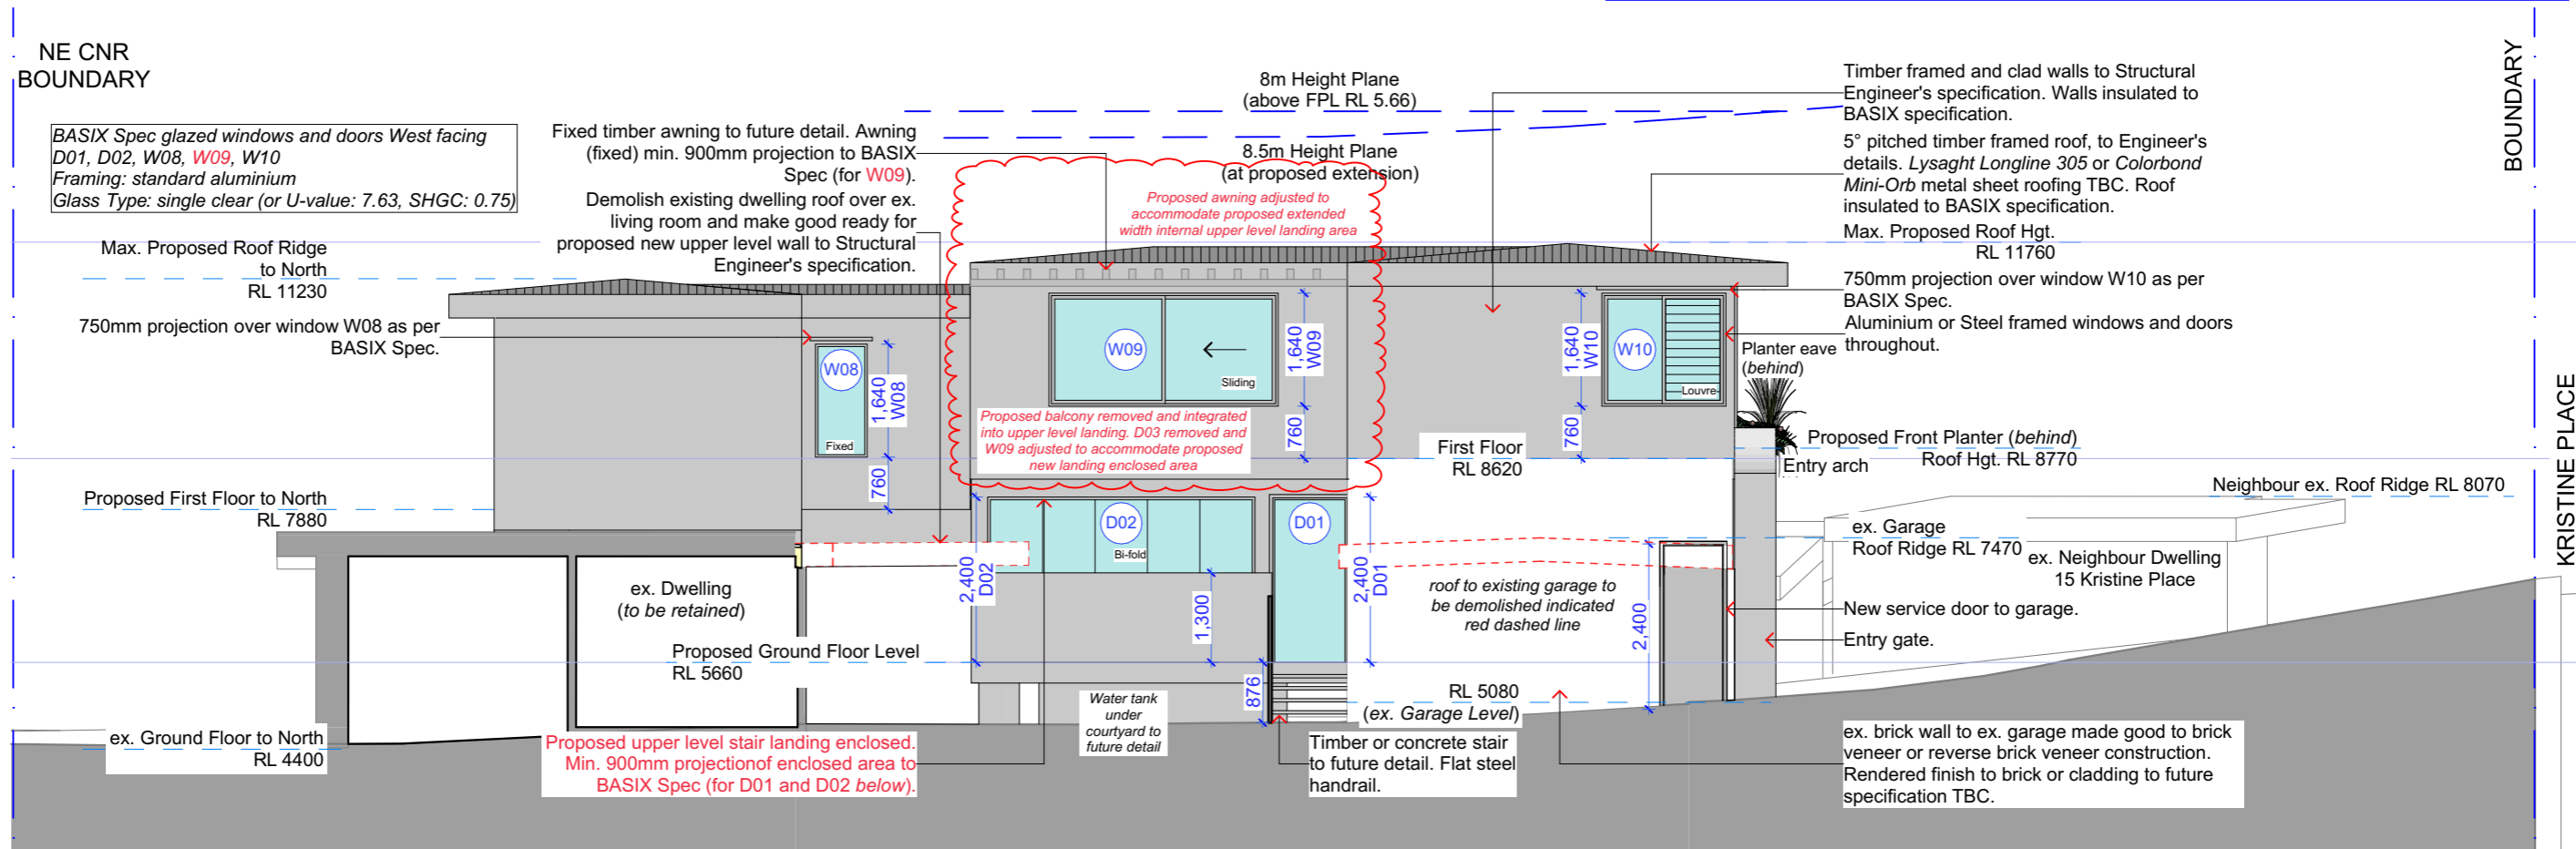 NE CNR
BOUNDARY
BASIX Spec glazed windows and doors West facing
D01, D02, W08, W09, W10
Framing: standard aluminium
Glass Type: single clear (or U-value: 7.63, SHGC: 0.75)
Max. Proposed Roof Ridge
to North
RL 11230
750mm projection over window W08 as per
BASIX Spec.
Proposed First Floor to North
RL 7880
ex. Ground Floor to North
RL 4400
Fixed timber awning to future detail. Awning
(fixed) min. 900mm projection to BASIX
Spec (for W09).
Demolish existing dwelling roof over ex.
living room and make good ready for
proposed new upper level wall to Structural
Engineer's specification.
8m Height Plane
(above FPL RL 5.66)
8.5m Height Plane
(at proposed extension)
Proposed awning adjusted to
accommodate proposed extended
width internal upper level landing area
W08
Fixed
1,640
W08
760
W09
Sliding
1,640
W09
760
Proposed balcony removed and integrated
into upper level landing. D03 removed and
W09 adjusted to accommodate proposed
new landing enclosed area
W10
Louvre
1,640
W10
760
First Floor
RL 8620
D02
Bi-fold
2,400
D02
1,300
D01
2,400
D01
876
ex. Dwelling
(to be retained)
Proposed Ground Floor Level
RL 5660
Water tank
under
courtyard to
future detail
Proposed upper level stair landing enclosed.
Min. 900mm projectionof enclosed area to
BASIX Spec (for D01 and D02 below).
Timber or concrete stair
to future detail. Flat steel
handrail.
roof to existing garage to
be demolished indicated
red dashed line
2,400
RL 5080
(ex. Garage Level)
Timber framed and clad walls to Structural
Engineer's specification. Walls insulated to
BASIX specification.
5° pitched timber framed roof, to Engineer's
details. Lysaght Longline 305 or Colorbond
Mini-Orb metal sheet roofing TBC. Roof
insulated to BASIX specification.
Max. Proposed Roof Hgt.
RL 11760
750mm projection over window W10 as per
BASIX Spec.
Aluminium or Steel framed windows and doors
throughout.
Planter eave
(behind)
Proposed Front Planter (behind)
Roof Hgt. RL 8770
Entry arch
Neighbour ex. Roof Ridge RL 8070
ex. Garage
Roof Ridge RL 7470
ex. Neighbour Dwelling
15 Kristine Place
New service door to garage.
Entry gate.
ex. brick wall to ex. garage made good to brick
veneer or reverse brick veneer construction.
Rendered finish to brick or cladding to future
specification TBC.
BOUNDARY
KRISTINE PLACE